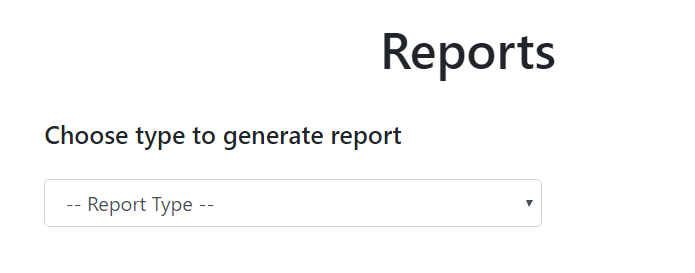 Reports
Choose type to generate report
-- Report Type --